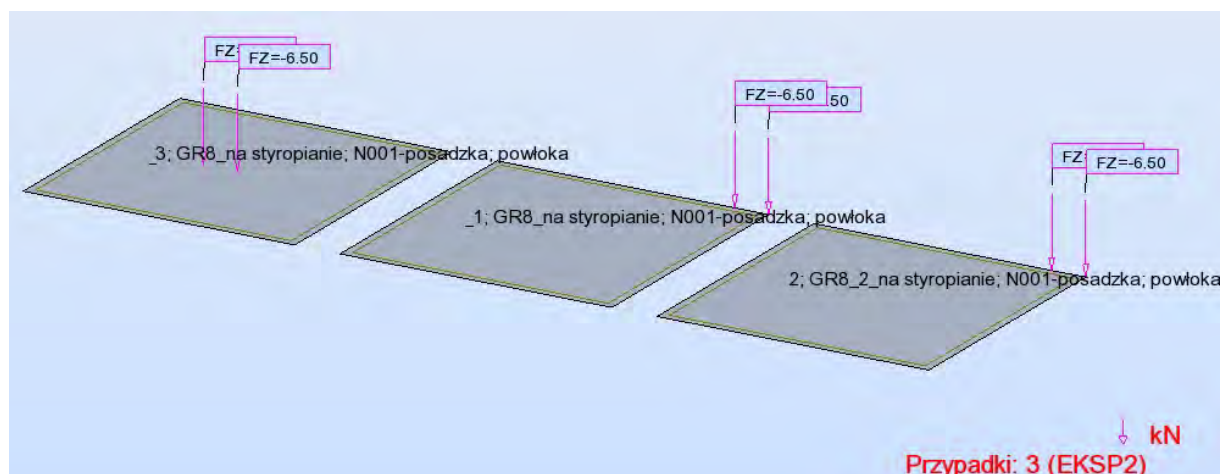 FZ=
FZ=-6.50
FZ=-6.50
50
FZ=
FZ=-6.50
_3; GR8_na styropianie; N001-posadzka; powłoka
_1; GR8_na styropianie; N001-posadzka; powłoka
2; GR8_2_na styropianie; N001-posadzka; powłoka
kN
Przypadki: 3 (EKSP2)